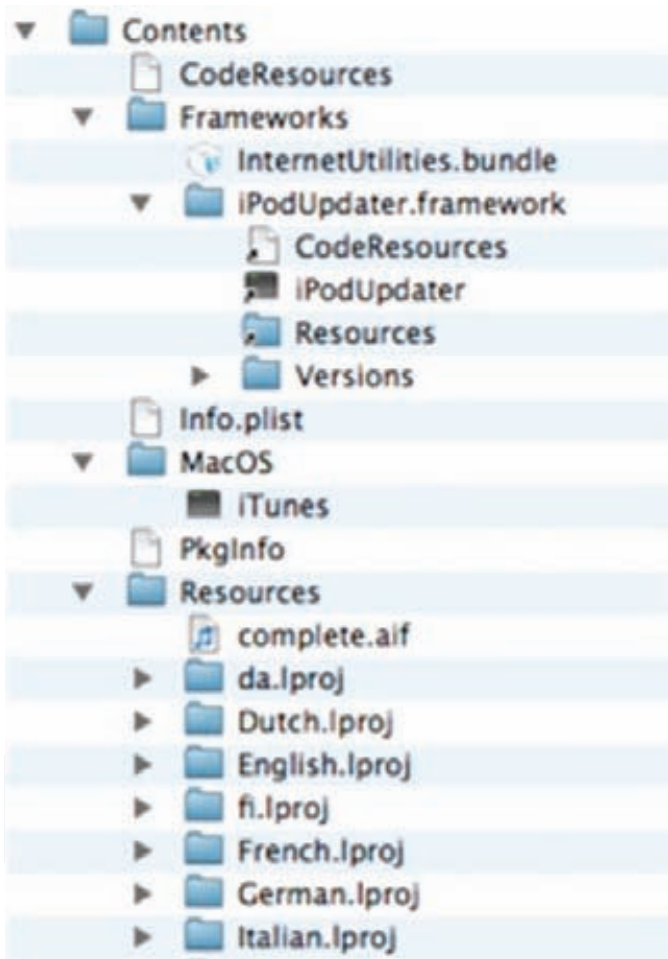 Contents
CodeResources
Frameworks
InternetUtilities.bundle
iPodUpdater.framework
CodeResources
iPodUpdater
Resources
Versions
Info.plist
MacOS
iTunes
PkgInfo
Resources
complete.aif
da.lproj
Dutch.lproj
English.lproj
fi.lproj
French.lproj
German.lproj
Italian.lproj